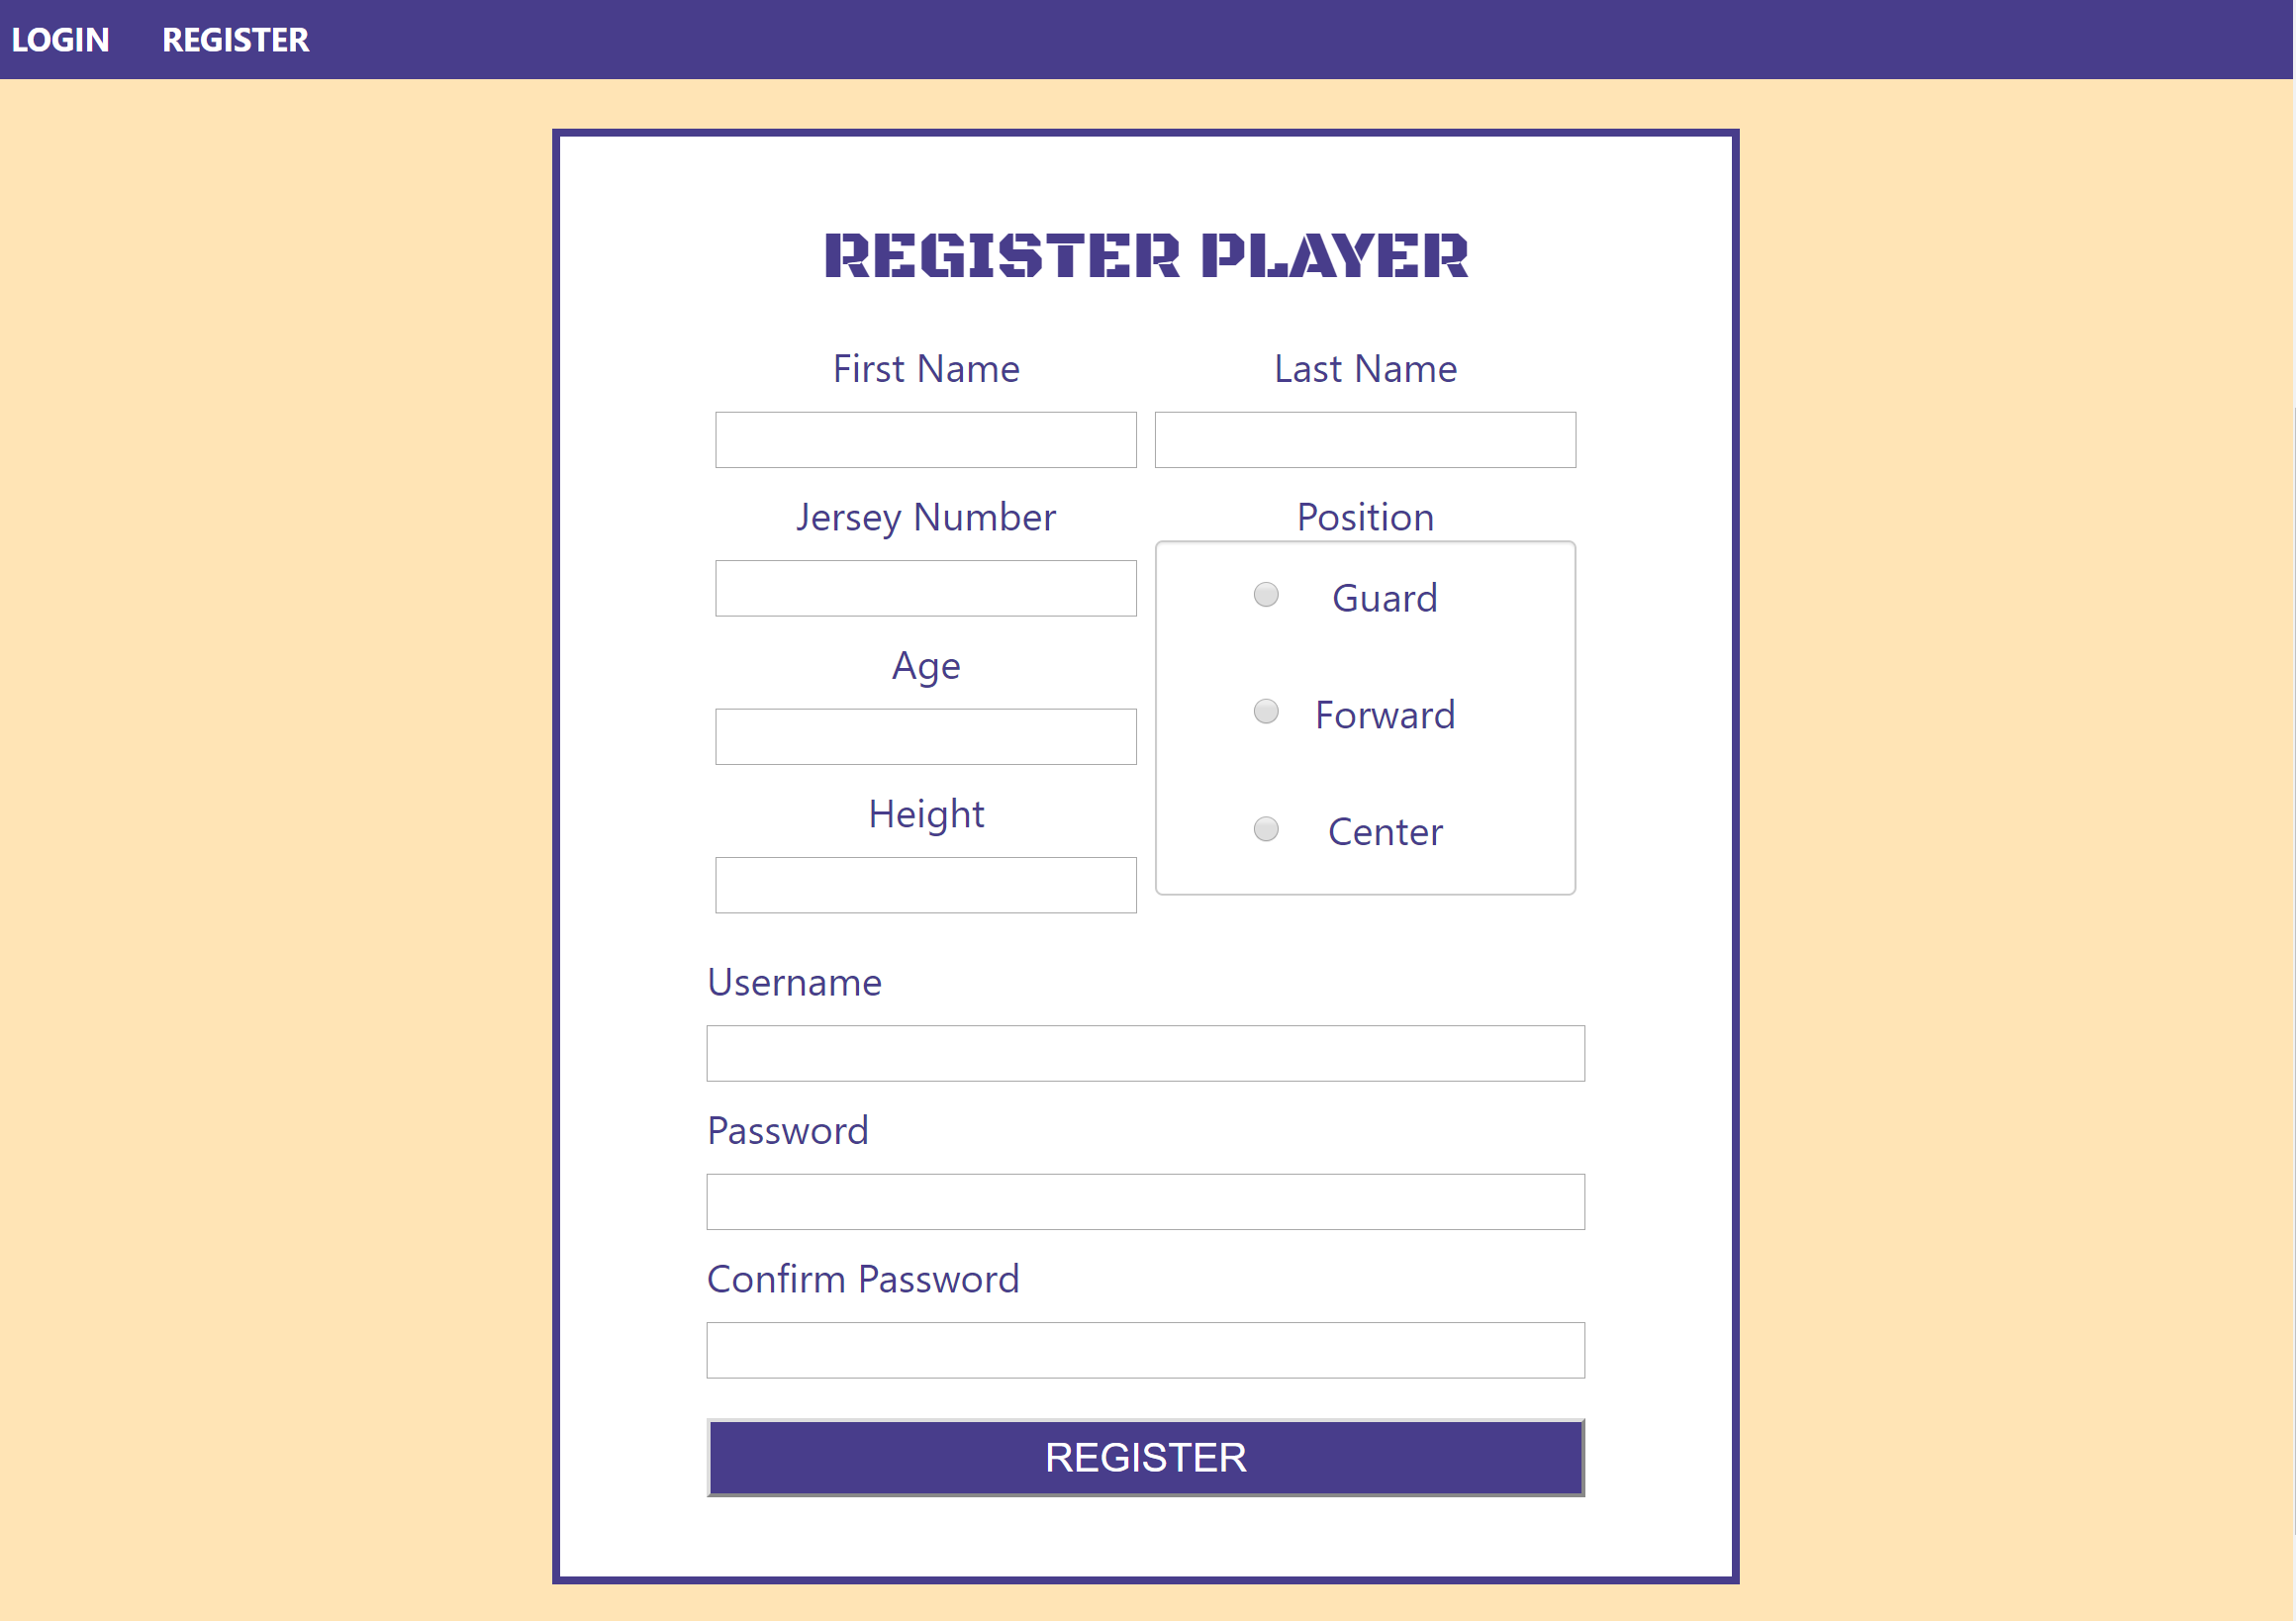 LOGIN REGISTER
REGISTER PLAYER
First Name Last Name
Jersey Number Position
Guard
Age
Forward
Height
Center
Username
Password
Confirm Password
REGISTER